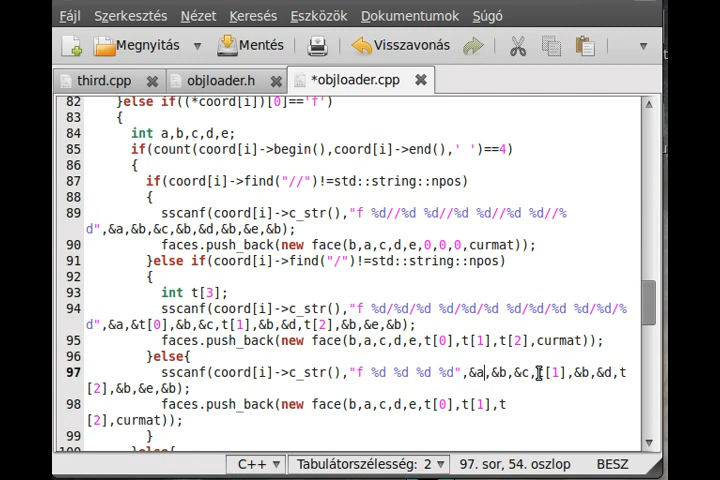 Fájl Szerkesztés Nézet Keresés Eszközök Dokumentumok Súgó
Megnyitás Mentés Visszavonás
third.cpp objloader.h *objloader.cpp
82 }else if((*coord[i])[0]=='f')
83 {
84 int a,b,c,d,e;
85 if(count(coord[i]->begin(),coord[i]->end(),' ')==4)
86 {
87 if(coord[i]->find("//")!=std::string::npos)
88 {
89 sscanf(coord[i]->c_str(),"f %d//%d %d//%d %d//%d %d//%
d",&a,&b,&c,&b,&d,&b,&e,&b);
90 faces.push_back(new face(b,a,c,d,e,0,0,0,curmat));
91 }else if(coord[i]->find("/")!=std::string::npos)
92 {
93 int t[3];
94 sscanf(coord[i]->c_str(),"f %d/%d/%d %d/%d/%d %d/%d/%d %d/%d/%
d",&a,&t[0],&b,&c,t[1],&b,&d,t[2],&b,&e,&b);
95 faces.push_back(new face(b,a,c,d,e,t[0],t[1],t[2],curmat));
96 }else{
97 sscanf(coord[i]->c_str(),"f %d %d %d %d",&a,&b,&c,t[1],&b,&d,t
[2],&b,&e,&b);
98 faces.push_back(new face(b,a,c,d,e,t[0],t[1],t
[2],curmat));
99 }
100 }else{
C++ Tabulátorszélesség: 2 97. sor, 54. oszlop BESZ